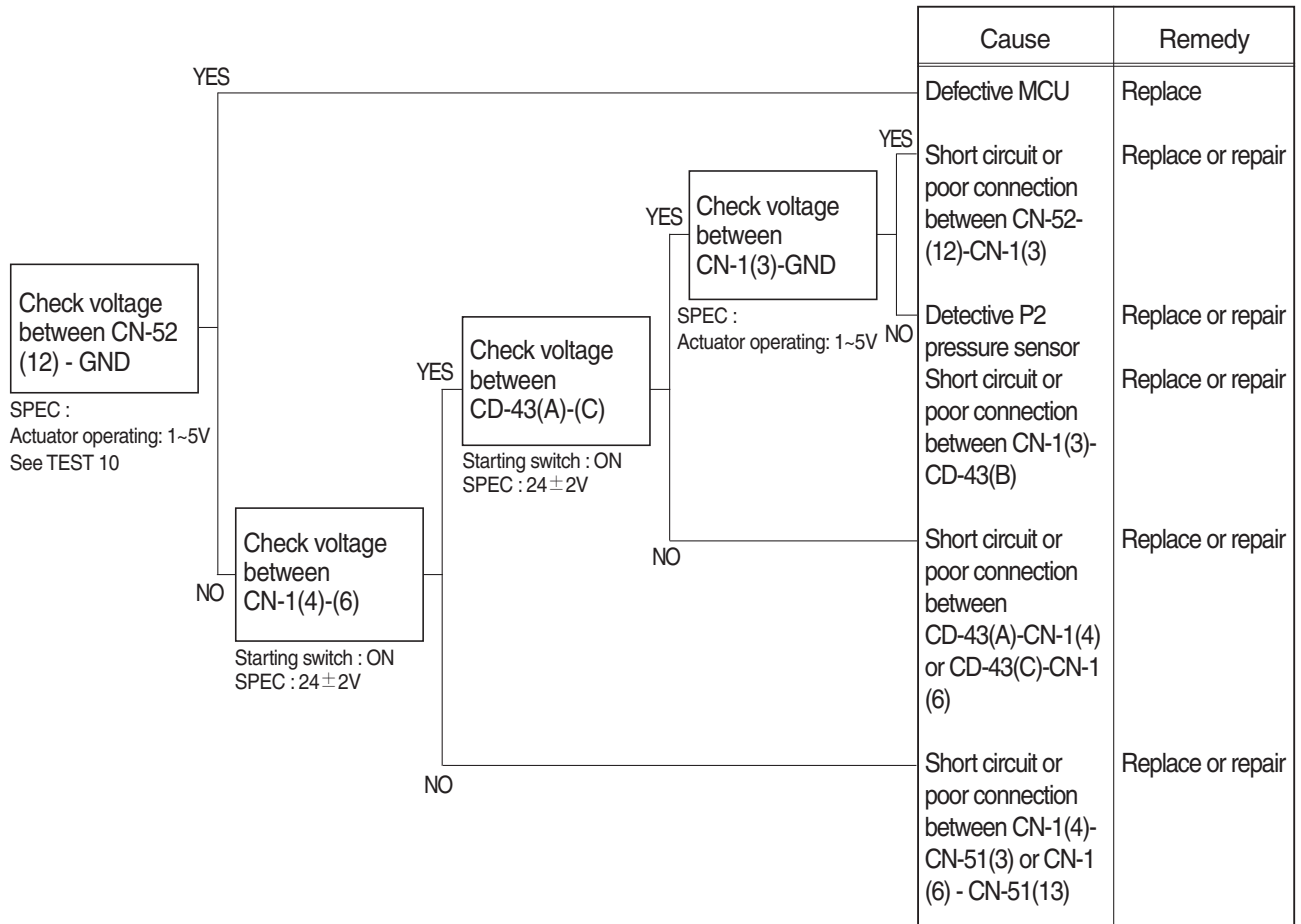 Cause
Remedy
YES
Defective MCU
Replace
YES
Short circuit or
poor connection
between CN-52-
(12)-CN-1(3)
Replace or repair
YES
Check voltage
between
CN-1(3)-GND
SPEC :
Actuator operating: 1~5V
NO
Detective P2
pressure sensor
Replace or repair
Short circuit or
poor connection
between CN-1(3)-
CD-43(B)
Replace or repair
Check voltage
between CN-52
(12) - GND
SPEC :
Actuator operating: 1~5V
See TEST 10
YES
Check voltage
between
CD-43(A)-(C)
Starting switch : ON
SPEC : 24±2V
NO
Short circuit or
poor connection
between
CD-43(A)-CN-1(4)
or CD-43(C)-CN-1
(6)
Replace or repair
NO
Check voltage
between
CN-1(4)-(6)
Starting switch : ON
SPEC : 24±2V
NO
Short circuit or
poor connection
between CN-1(4)-
CN-51(3) or CN-1
(6) - CN-51(13)
Replace or repair